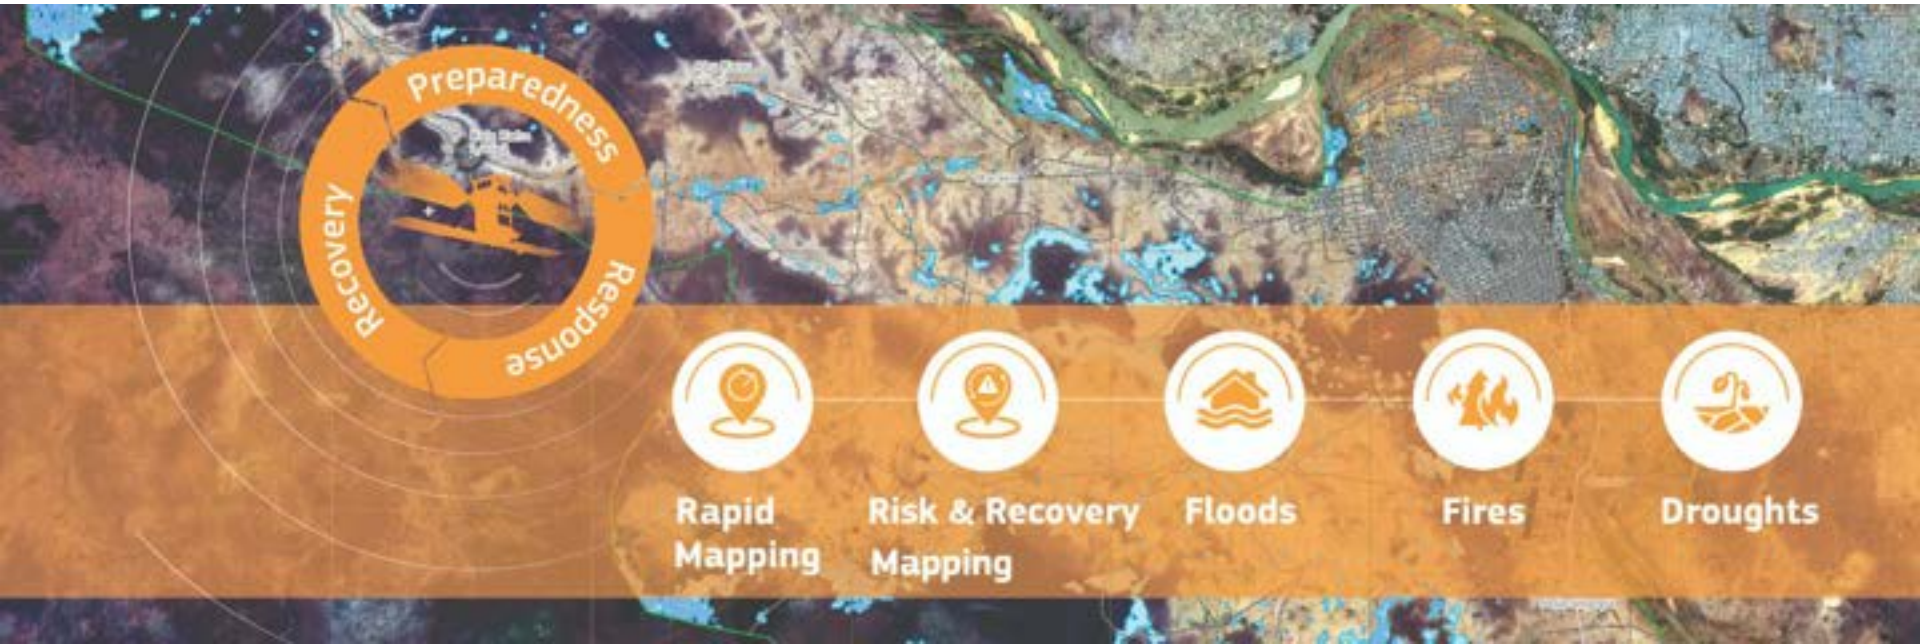 Preparedness
Response
Recovery
Rapid
Mapping
Risk & Recovery
Mapping
Floods
Fires
Droughts